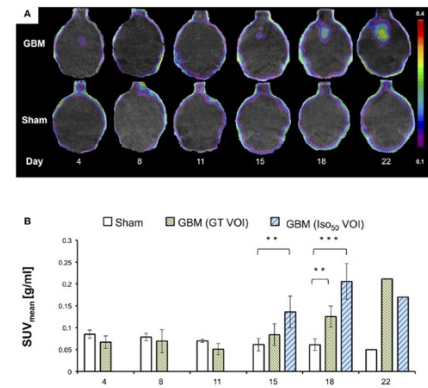 A
GBM
0.4
Sham
0.1
Day 4 8 11 15 18 22
B
Sham GBM (GT VOI) GBM (Iso50 VOI)
SUVmean [g/ml]
0.3
0.25
0.2
0.15
0.1
0.05
0
** ***
**
4 8 11 15 18 22